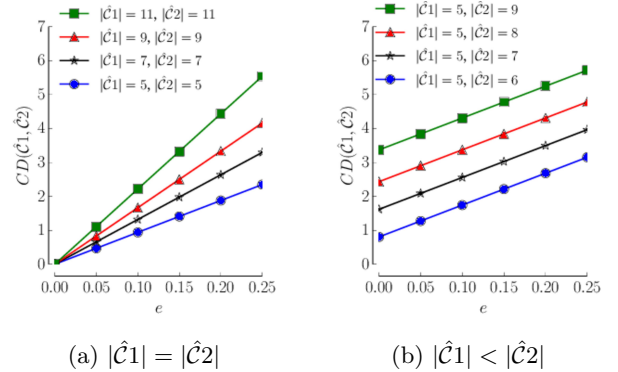 |Ĉ1| = 11, |Ĉ2| = 11
|Ĉ1| = 9, |Ĉ2| = 9
|Ĉ1| = 7, |Ĉ2| = 7
|Ĉ1| = 5, |Ĉ2| = 5
7
6
5
4
3
2
1
0
CD(Ĉ1, Ĉ2)
0.00 0.05 0.10 0.15 0.20 0.25
e
(a) |Ĉ1| = |Ĉ2|
|Ĉ1| = 5, |Ĉ2| = 9
|Ĉ1| = 5, |Ĉ2| = 8
|Ĉ1| = 5, |Ĉ2| = 7
|Ĉ1| = 5, |Ĉ2| = 6
7
6
5
4
3
2
1
0
CD(Ĉ1, Ĉ2)
0.00 0.05 0.10 0.15 0.20 0.25
e
(b) |Ĉ1| < |Ĉ2|